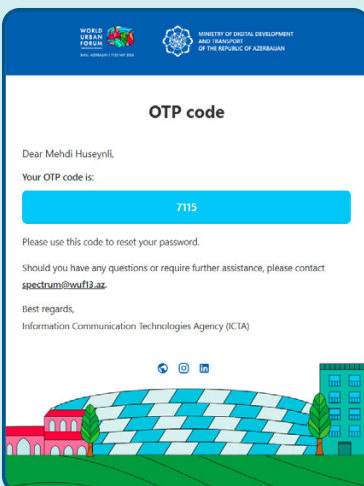 WORLD
URBAN
FORUM
MINISTRY OF DIGITAL DEVELOPMENT
AND TRANSPORT
OF THE REPUBLIC OF AZERBAIJAN
OTP code
Dear Mehdi Huseynli,
Your OTP code is:
7115
Please use this code to reset your password.
Should you have any questions or require further assistance, please contact
spectrum@wuf13.az.
Best regards,
Information Communication Technologies Agency (ICTA)